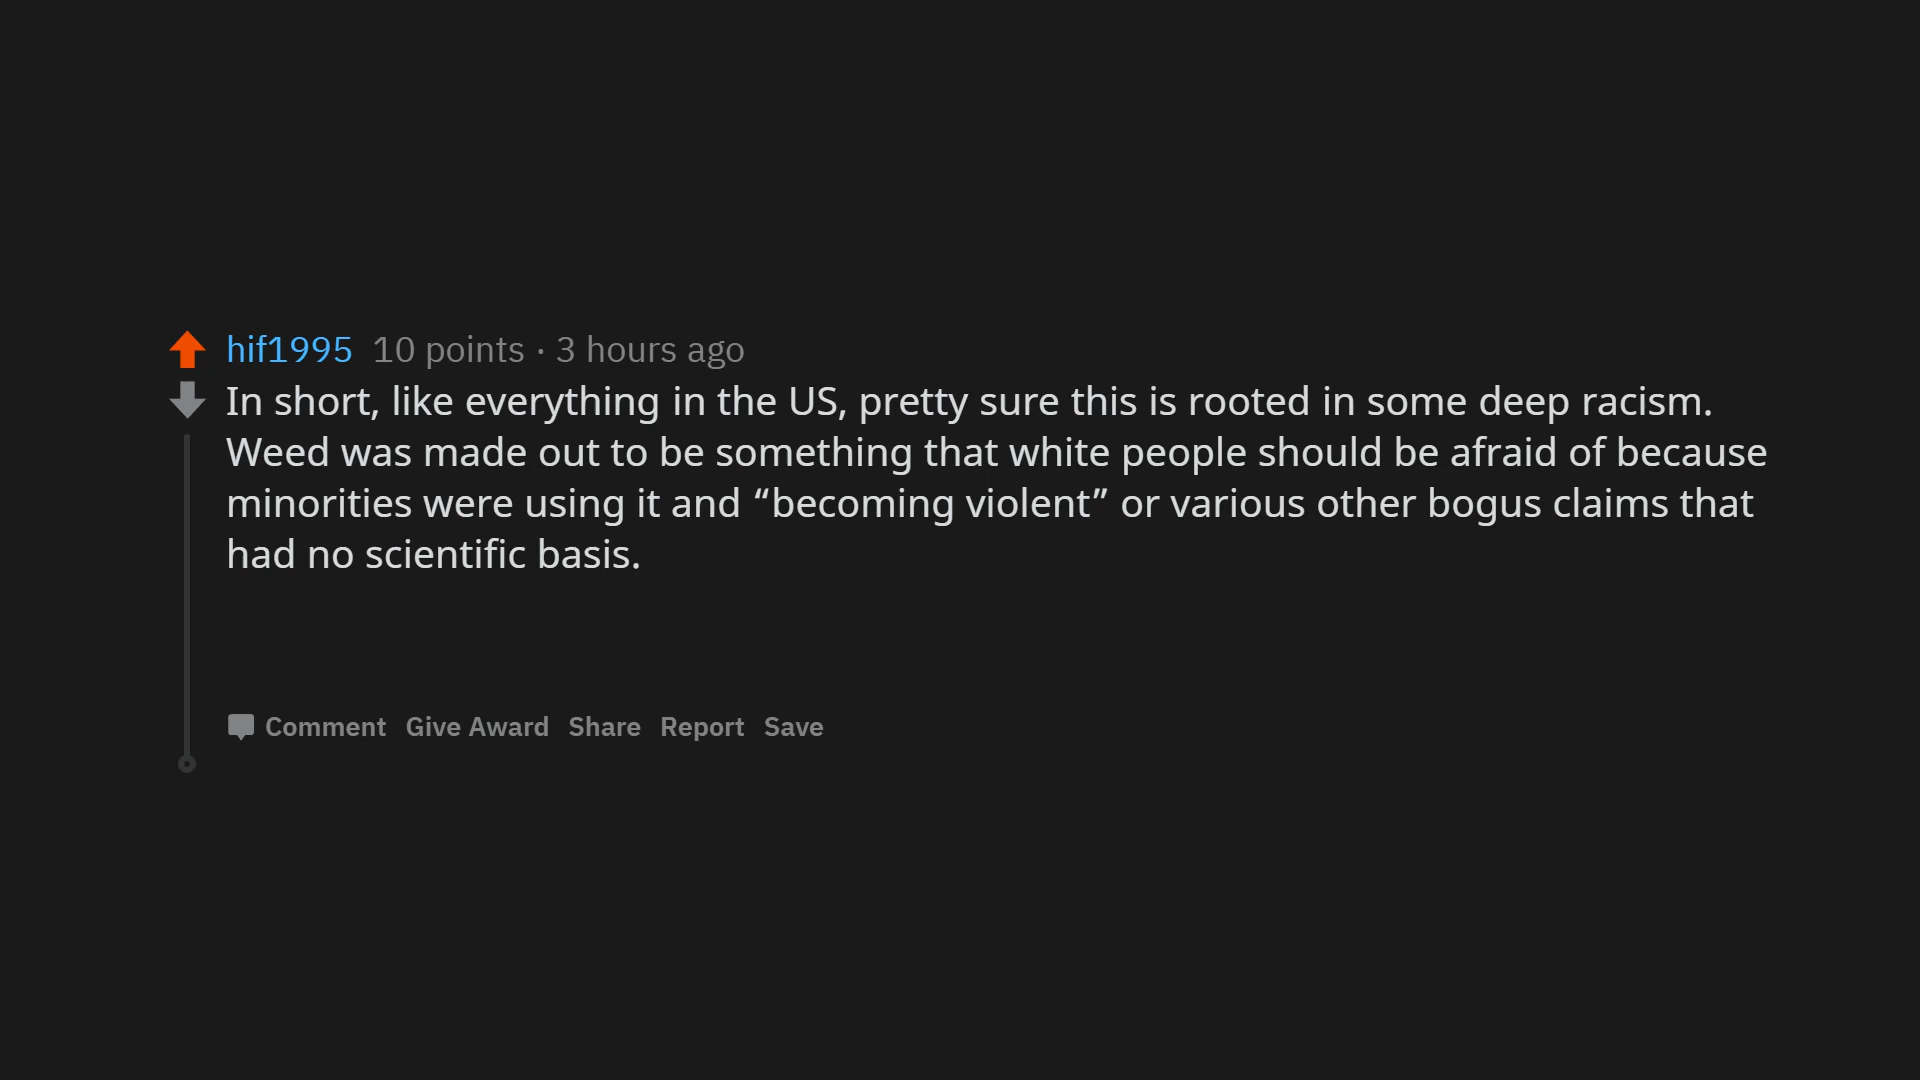 hif1995 10 points · 3 hours ago
In short, like everything in the US, pretty sure this is rooted in some deep racism.
Weed was made out to be something that white people should be afraid of because
minorities were using it and “becoming violent” or various other bogus claims that
had no scientific basis.
Comment Give Award Share Report Save